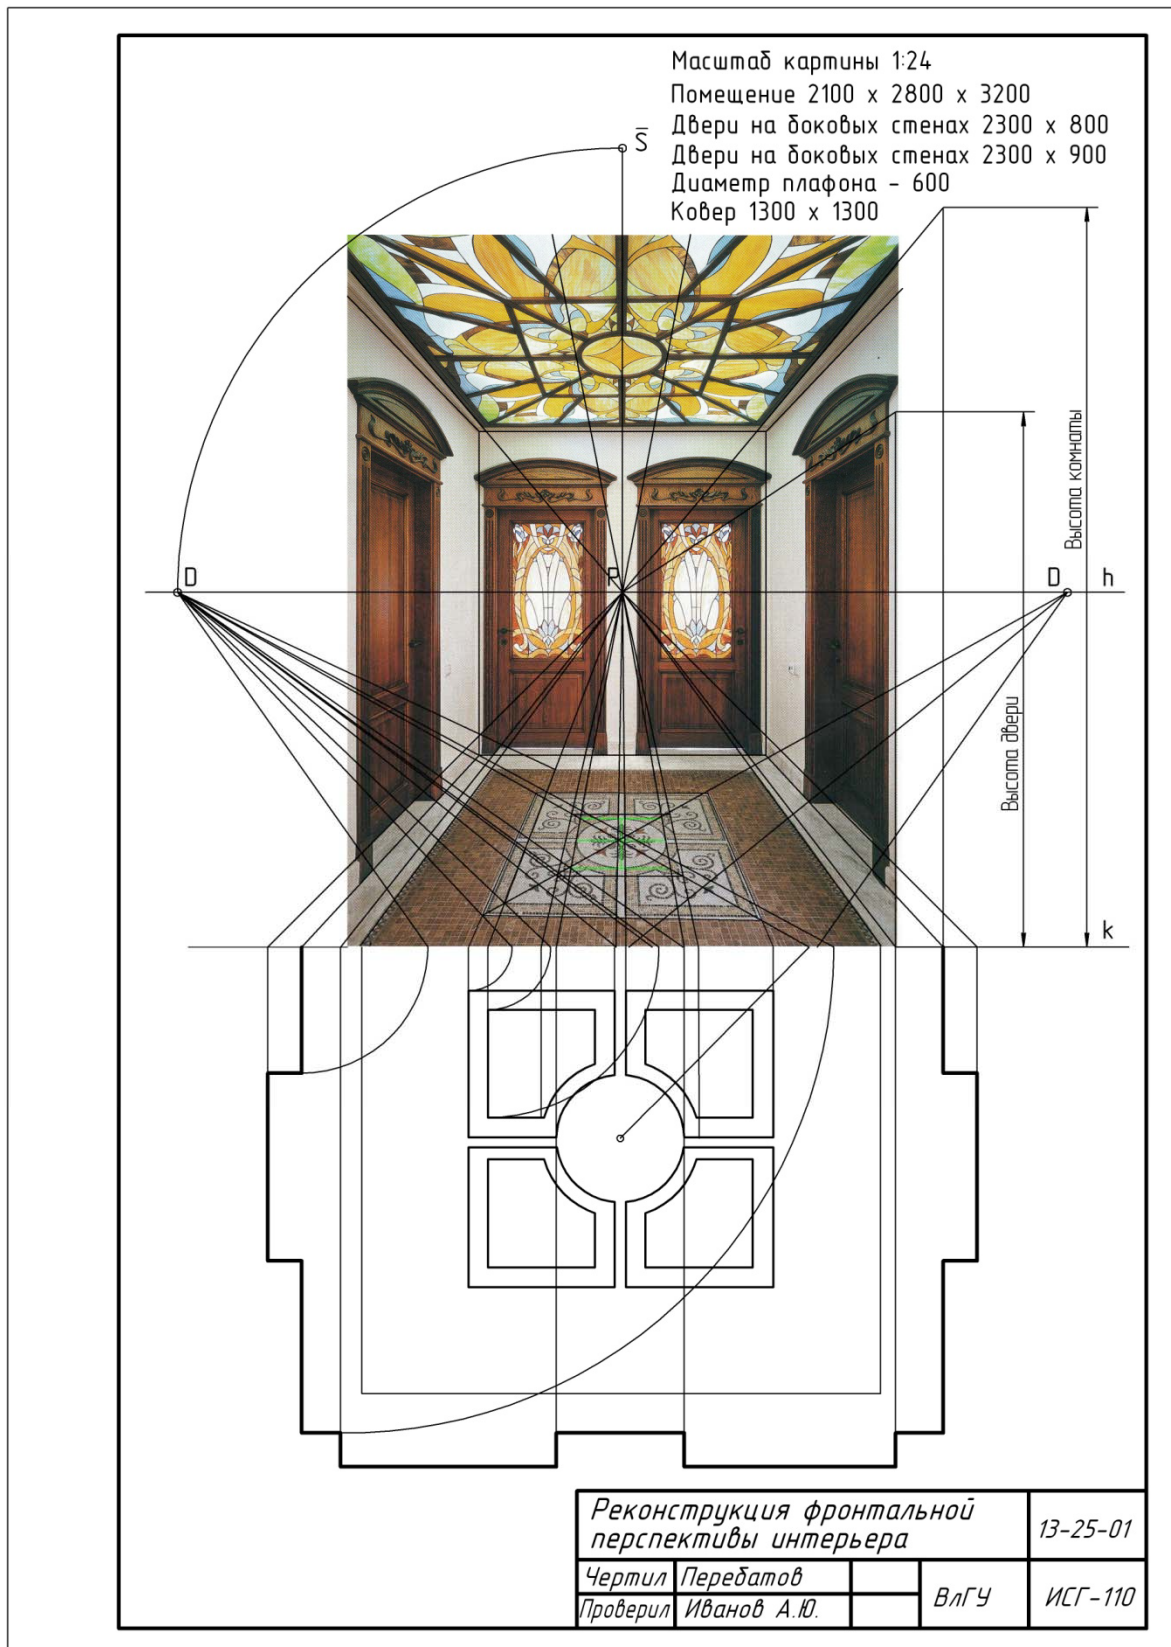 Масштаб картины 1:24
Помещение 2100 х 2800 х 3200
Двери на боковых стенах 2300 х 800
Двери на боковых стенах 2300 х 900
Диаметр плафона - 600
Ковер 1300 х 1300
S̅
Высота комнаты
D
P
D
h
Высота двери
k
Реконструкция фронтальной
перспективы интерьера
13-25-01
Чертил
Перебатов
Проверил
Иванов А.Ю.
ВлГУ
ИСГ-110